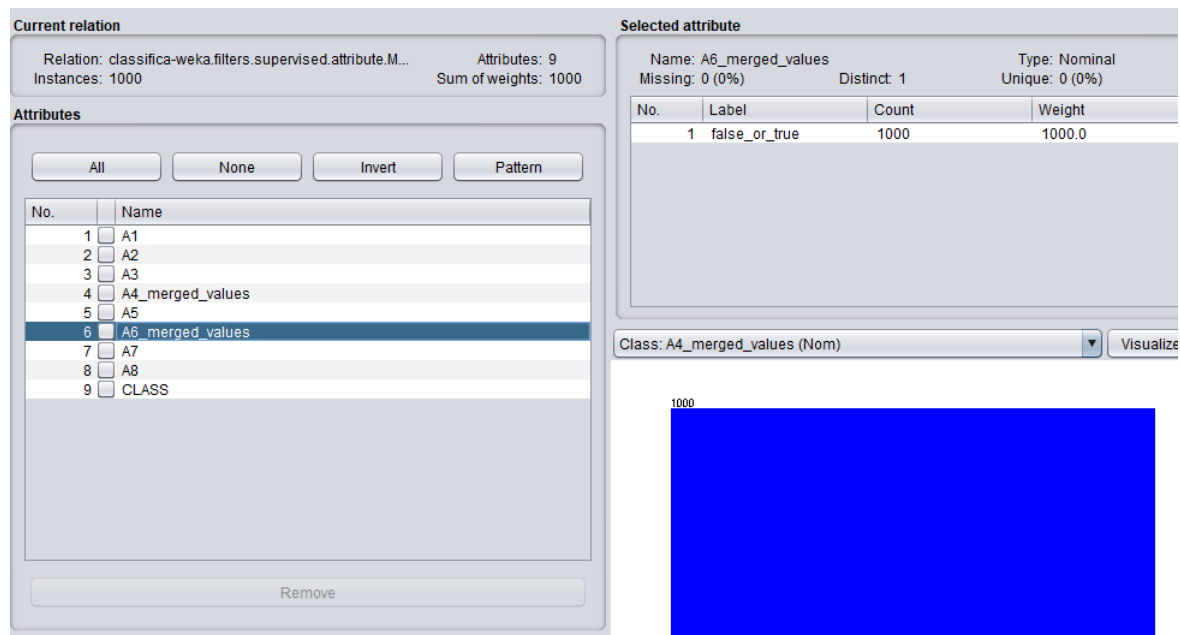 Current relation
Relation: classifica-weka.filters.supervised.attribute.M... Attributes: 9
Instances: 1000 Sum of weights: 1000
Attributes
All None Invert Pattern
No. Name
1 A1
2 A2
3 A3
4 A4_merged_values
5 A5
6 A6_merged_values
7 A7
8 A8
9 CLASS
Remove
Selected attribute
Name: A6_merged_values Type: Nominal
Missing: 0 (0%) Distinct: 1 Unique: 0 (0%)
No. Label Count Weight
1 false_or_true 1000 1000.0
Class: A4_merged_values (Nom) Visualize
1000